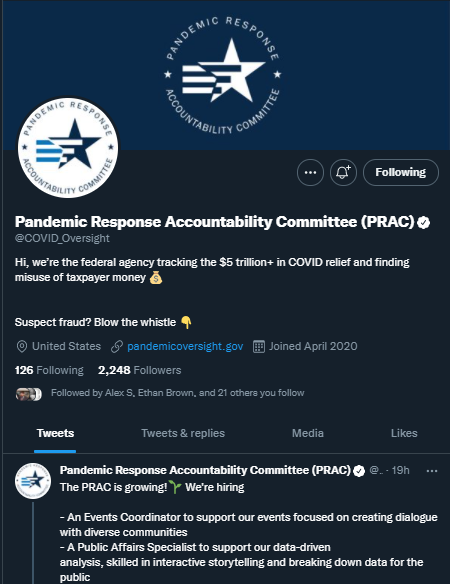 PANDEMIC RESPONSE
ACCOUNTABILITY COMMITTEE
PANDEMIC RESPONSE
ACCOUNTABILITY COMMITTEE
Following
Pandemic Response Accountability Committee (PRAC)
@COVID_Oversight
Hi, we're the federal agency tracking the $5 trillion+ in COVID relief and finding
misuse of taxpayer money 💰
Suspect fraud? Blow the whistle 👇
United States pandemicoversight.gov Joined April 2020
126 Following 2,248 Followers
Followed by Alex S, Ethan Brown, and 21 others you follow
Tweets Tweets & replies Media Likes
Pandemic Response Accountability Committee (PRAC) @.. · 19h
The PRAC is growing!🌱 We're hiring
- An Events Coordinator to support our events focused on creating dialogue
with diverse communities
- A Public Affairs Specialist to support our data-driven
analysis, skilled in interactive storytelling and breaking down data for the
public